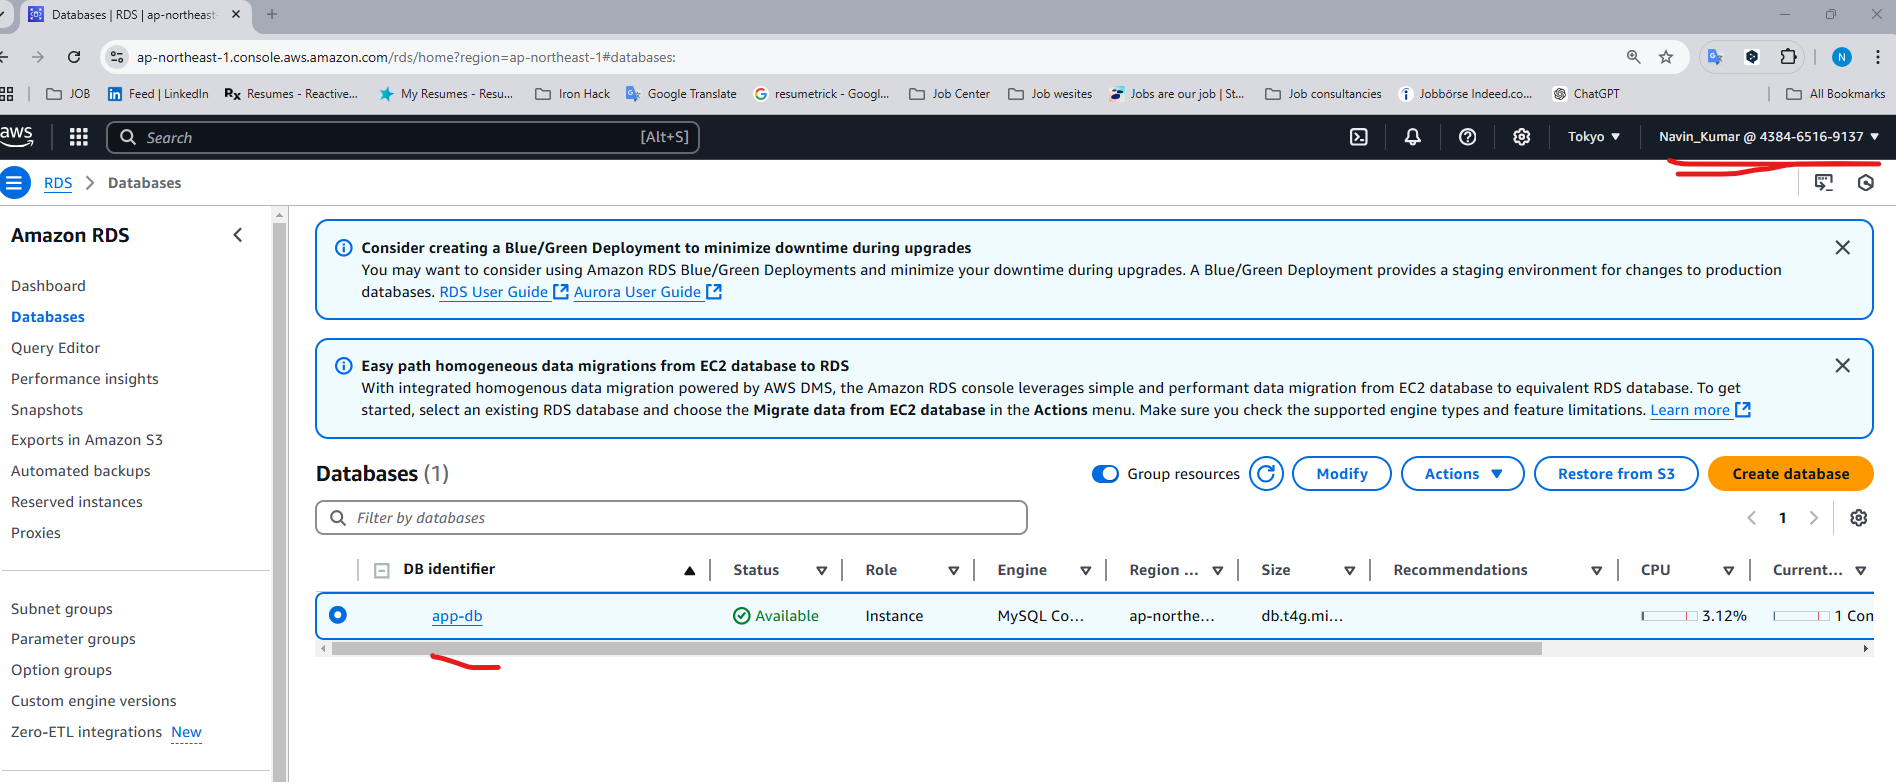 Databases | RDS | ap-northeast-
ap-northeast-1.console.aws.amazon.com/rds/home?region=ap-northeast-1#databases:
N
JOB
Feed | LinkedIn
Resumes - Reactive...
My Resumes - Resu...
Iron Hack
Google Translate
resumetrick - Googl...
Job Center
Job wesites
Jobs are our job | St...
Job consultancies
Jobbörse Indeed.co...
ChatGPT
All Bookmarks
aws
Search
[Alt+S]
Tokyo
Navin_Kumar @ 4384-6516-9137
RDS
Databases
Amazon RDS
Dashboard
Databases
Query Editor
Performance insights
Snapshots
Exports in Amazon S3
Automated backups
Reserved instances
Proxies
Subnet groups
Parameter groups
Option groups
Custom engine versions
Zero-ETL integrations New
Consider creating a Blue/Green Deployment to minimize downtime during upgrades
You may want to consider using Amazon RDS Blue/Green Deployments and minimize your downtime during upgrades. A Blue/Green Deployment provides a staging environment for changes to production
databases. RDS User Guide Aurora User Guide
Easy path homogeneous data migrations from EC2 database to RDS
With integrated homogenous data migration powered by AWS DMS, the Amazon RDS console leverages simple and performant data migration from EC2 database to equivalent RDS database. To get
started, select an existing RDS database and choose the Migrate data from EC2 database in the Actions menu. Make sure you check the supported engine types and feature limitations. Learn more
Databases (1)
Group resources
Modify
Actions
Restore from S3
Create database
Filter by databases
1
DB identifier
Status
Role
Engine
Region ...
Size
Recommendations
CPU
Current...
app-db
Available
Instance
MySQL Co...
ap-northe...
db.t4g.mi...
3.12%
1 Con